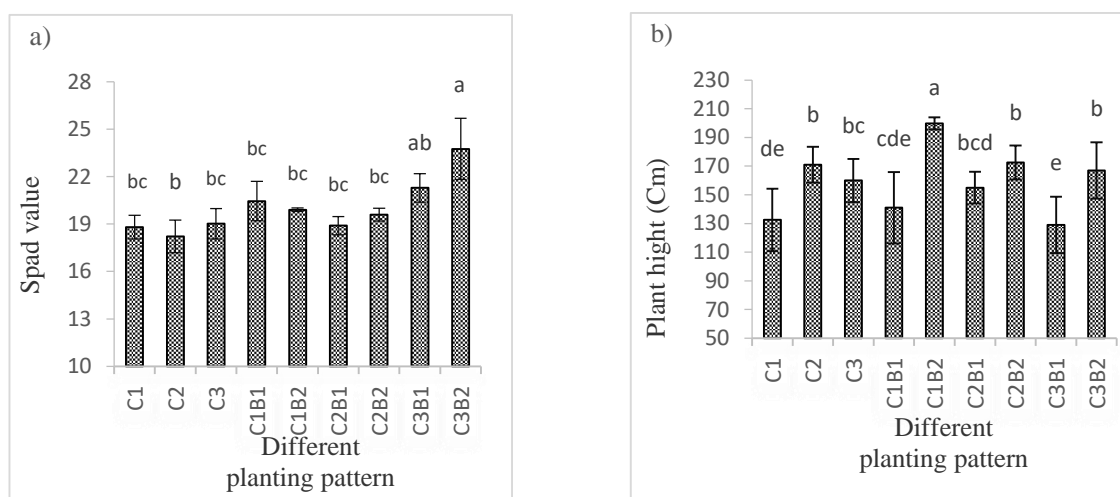 a)
Spad value
28
25
22
19
16
13
10
bc
b
bc
bc
bc
bc
bc
ab
a
C1
C2
C3
C1B1
C1B2
C2B1
C2B2
C3B1
C3B2
Different
planting pattern
b)
Plant hight (Cm)
230
210
190
170
150
130
110
90
70
50
de
b
bc
cde
a
bcd
b
e
b
C1
C2
C3
C1B1
C1B2
C2B1
C2B2
C3B1
C3B2
Different
planting pattern